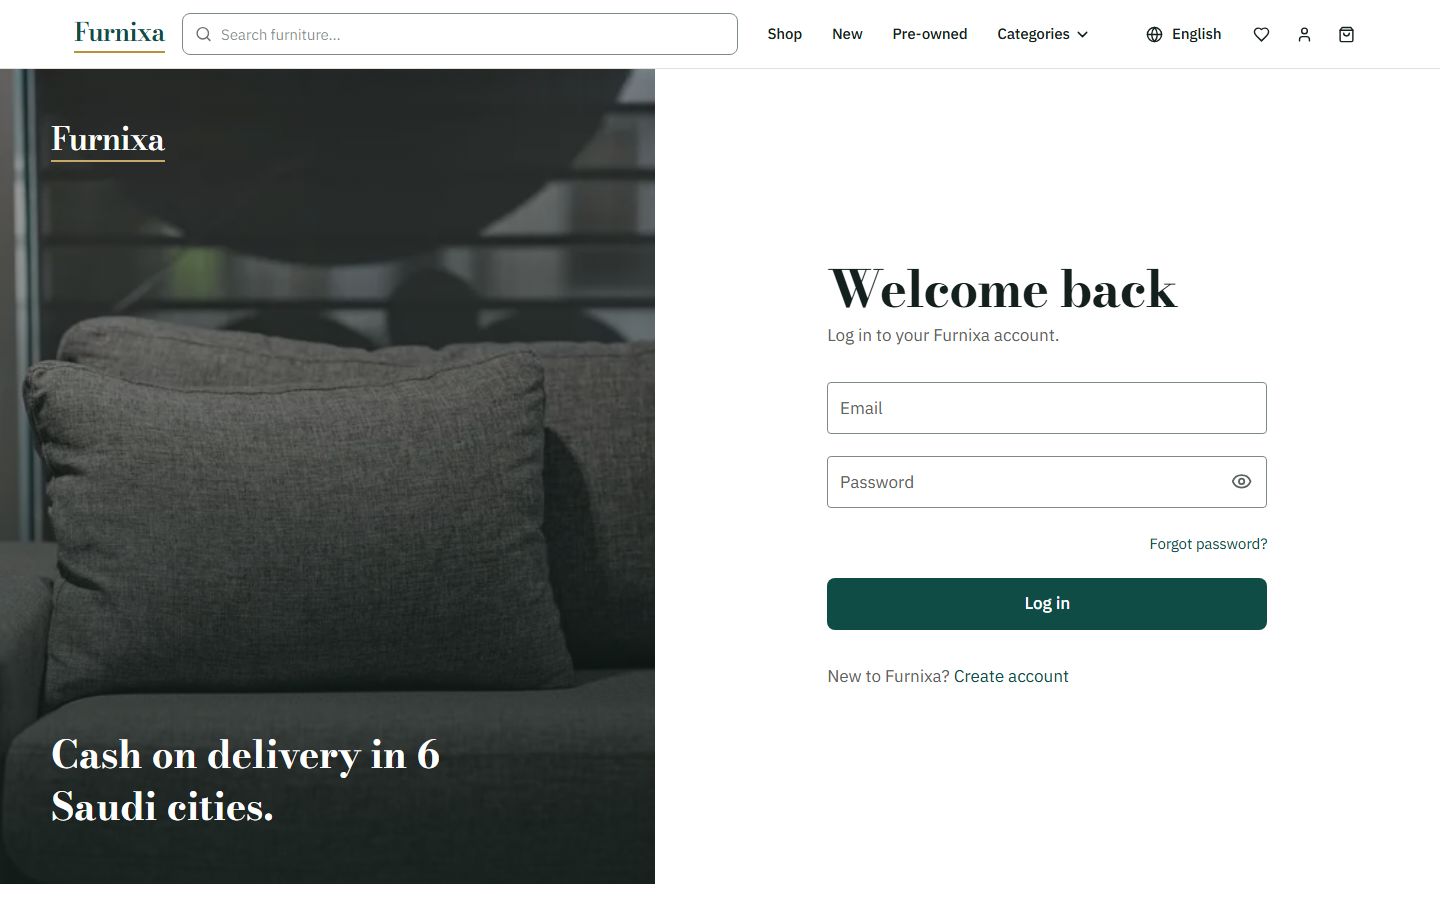 Furnixa
Search furniture...
Shop
New
Pre-owned
Categories
English
Furnixa
Cash on delivery in 6
Saudi cities.
Welcome back
Log in to your Furnixa account.
Email
Password
Forgot password?
Log in
New to Furnixa? Create account